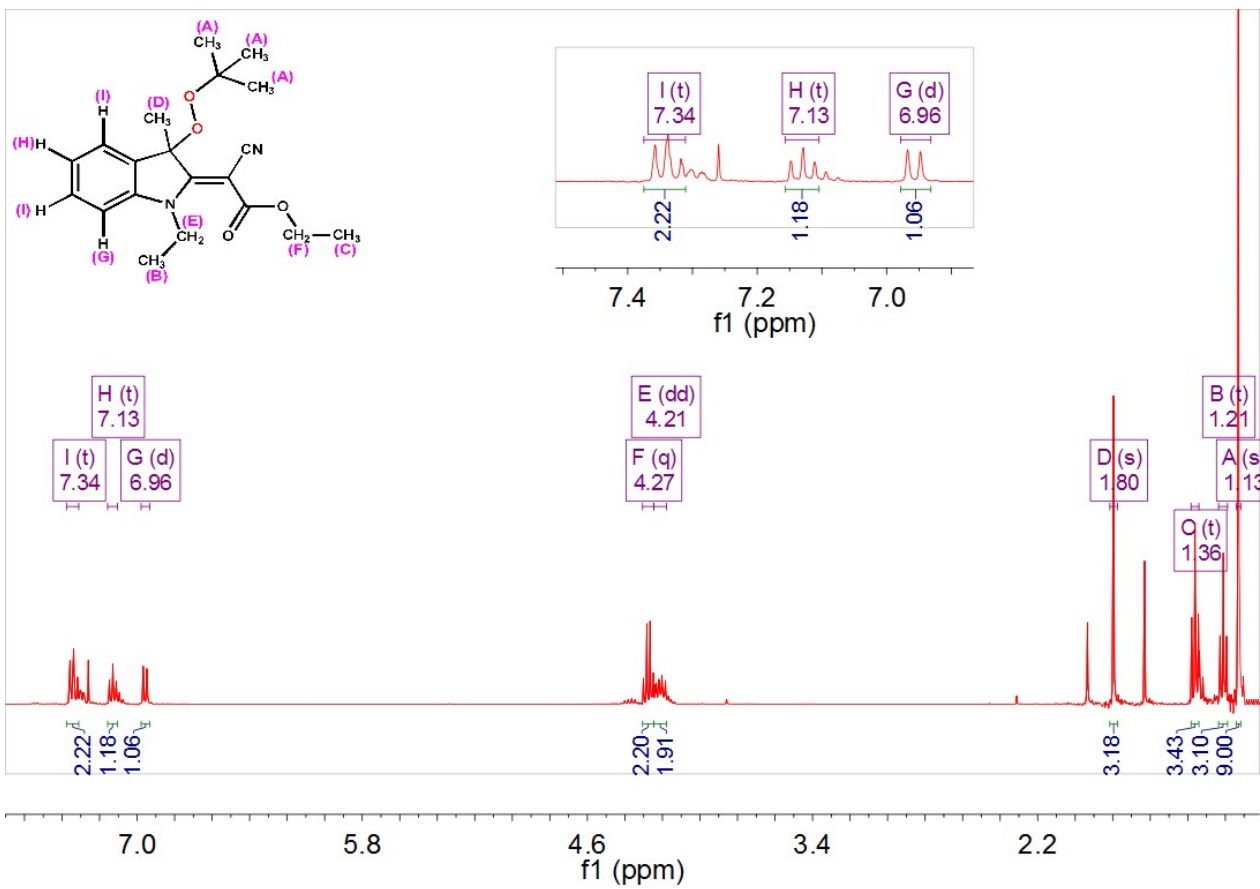 (A)
CH₃
(A)
CH₃
(A)
CH₃
O
O
(D)
CH₃
(I)
H
(H)
H
CN
(I)
H
N
O
O
(E)
CH₂
H
(G)
CH₃
(B)
CH₂
(F)
CH₃
(C)
I (t)
7.34
H (t)
7.13
G (d)
6.96
2.22
1.18
1.06
7.4
7.2
7.0
f1 (ppm)
H (t)
7.13
I (t)
7.34
G (d)
6.96
E (dd)
4.21
F (q)
4.27
B (t)
1.21
D (s)
1.80
A (s
1.13
C (t)
1.36
2.22
1.18
1.06
2.20
1.91
3.18
3.43
3.10
9.00
7.0
5.8
4.6
3.4
2.2
f1 (ppm)